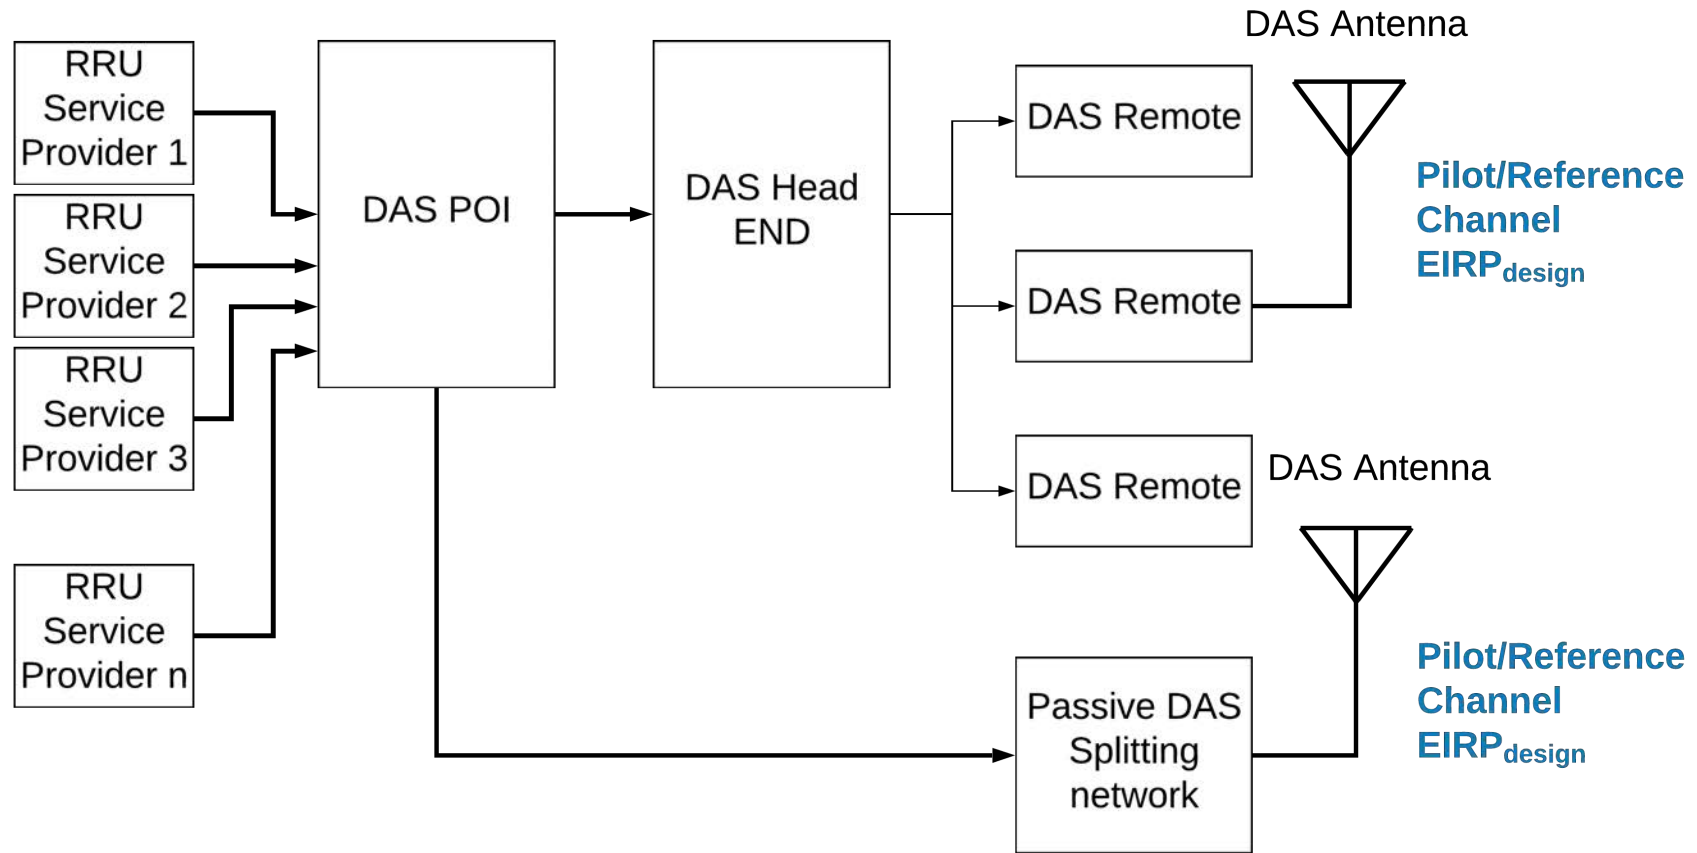 RRU
Service
Provider 1
RRU
Service
Provider 2
RRU
Service
Provider 3
RRU
Service
Provider n
DAS POI
DAS Head
END
DAS Remote
DAS Remote
DAS Remote
DAS Antenna
Pilot/Reference
Channel
EIRPdesign
DAS Antenna
Passive DAS
Splitting
network
Pilot/Reference
Channel
EIRPdesign